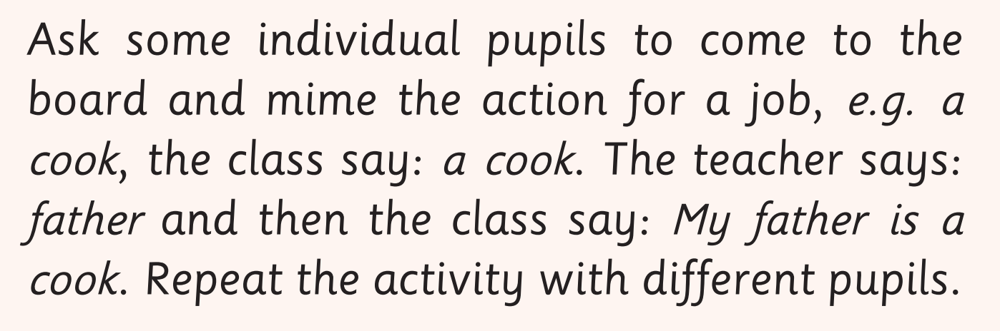 Ask some individual pupils to come to the
board and mime the action for a job, e.g. a
cook, the class say: a cook. The teacher says:
father and then the class say: My father is a
cook. Repeat the activity with different pupils.